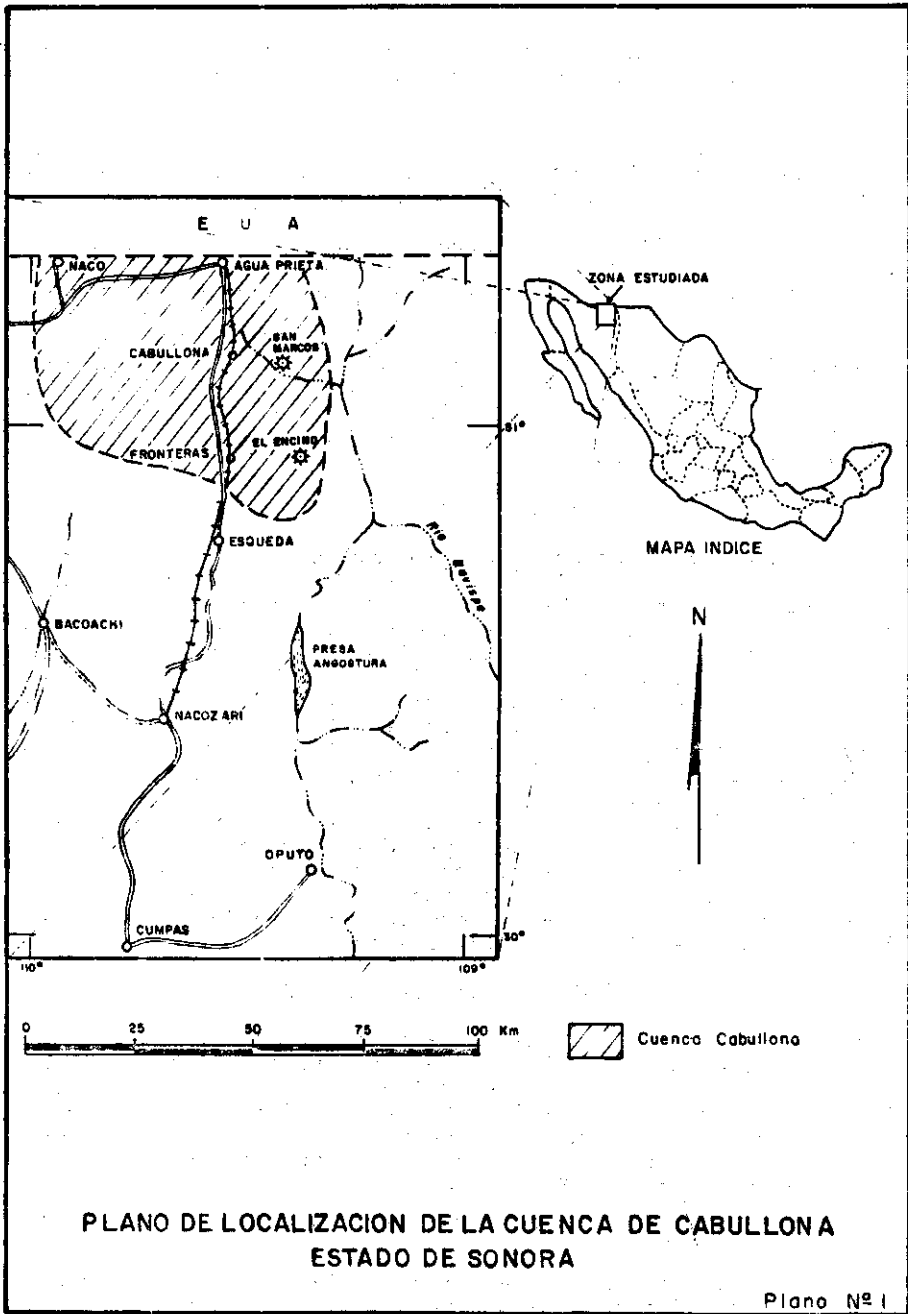 E U A
NACO
AGUA PRIETA
ZONA ESTUDIADA
SAN
MARCOS
CABULLONA
31°
FRONTERAS
EL ENCINO
ESQUEDA
MAPA INDICE
Rio Bavispe
N
BACOACHI
PRESA
ANGOSTURA
NACOZARI
OPUTO
CUMPAS
30°
110°
109°
0 25 50 75 100 Km
Cuenca Cabullona
PLANO DE LOCALIZACION DE LA CUENCA DE CABULLONA
ESTADO DE SONORA
Plano Nº 1